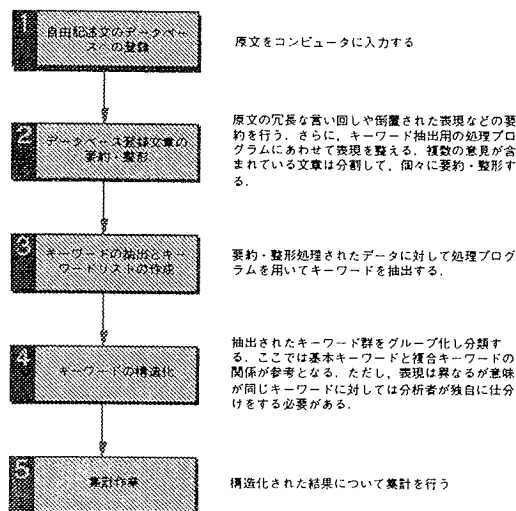 1
自由記述文のデータベー
スへの登録
原文をコンピュータに入力する
2
データベース登録文章の
要約・整形
原文の冗長な言い回しや倒置された表現などの要
約を行う．さらに，キーワード抽出用の処理プロ
グラムにあわせて表現を整える．複数の意見が含
まれている文章は分割して，個々に要約・整形す
る．
3
キーワードの抽出とキー
ワードリストの作成
要約・整形処理されたデータに対して処理プログ
ラムを用いてキーワードを抽出する．
4
キーワードの構造化
抽出されたキーワード群をグループ化し分類す
る．ここでは基本キーワードと複合キーワードの
関係が参考となる．ただし，表現は異なるが意味
が同じキーワードに対しては分析者が独自に仕分
けをする必要がある．
5
集計作業
構造化された結果について集計を行う